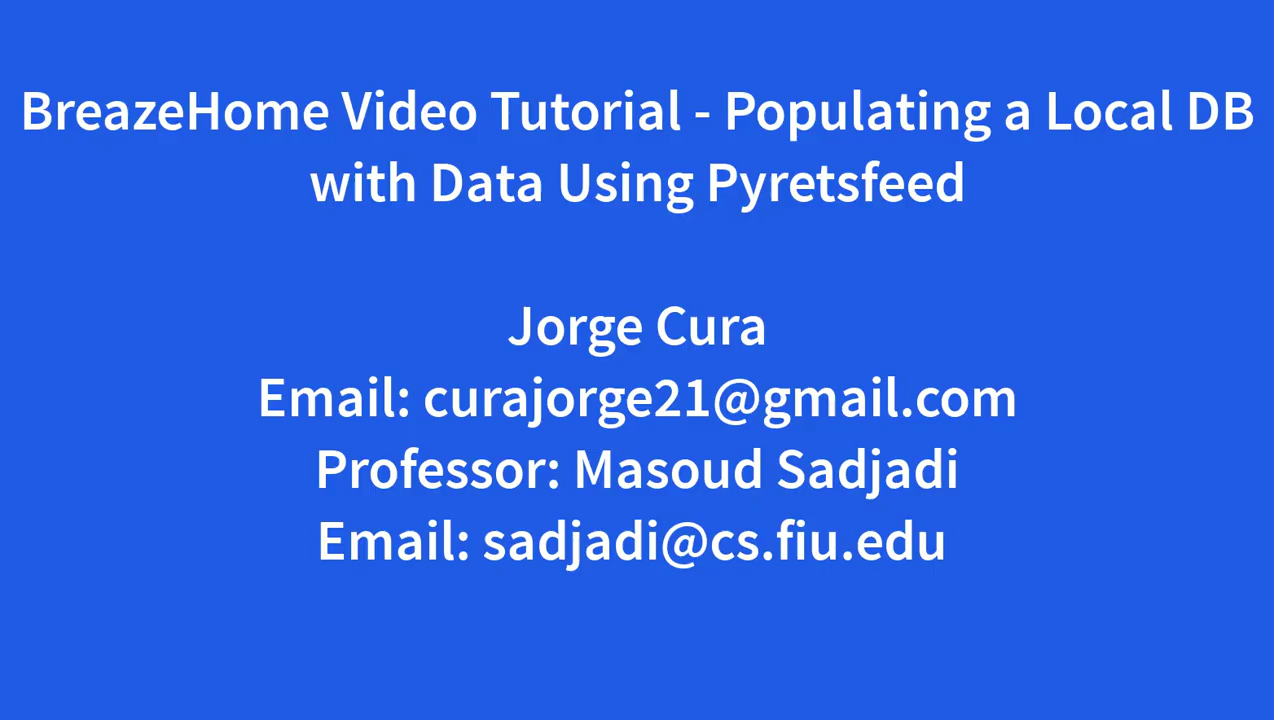 BreazeHome Video Tutorial - Populating a Local DB
with Data Using Pyretsfeed
Jorge Cura
Email: curajorge21@gmail.com
Professor: Masoud Sadjadi
Email: sadjadi@cs.fiu.edu